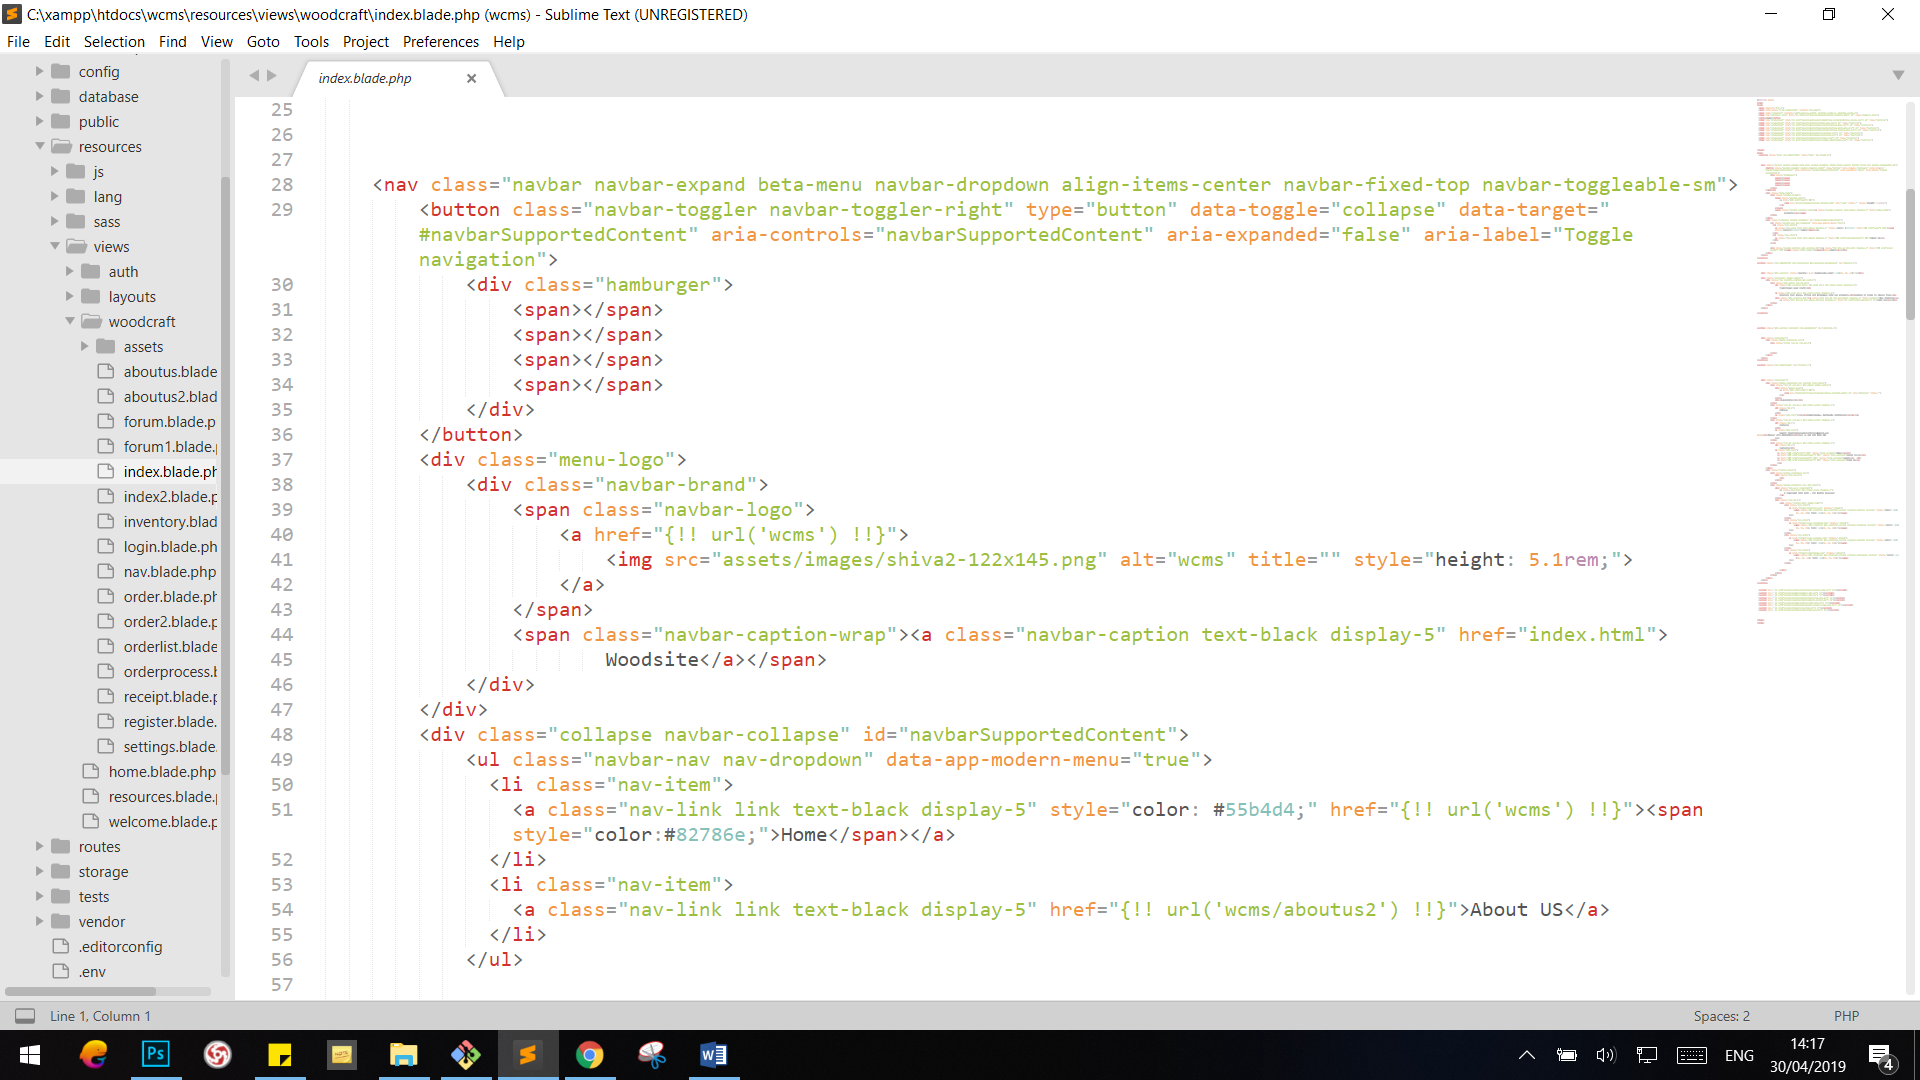 C:\xampp\htdocs\wcms\resources\views\woodcraft\index.blade.php (wcms) - Sublime Text (UNREGISTERED)
File Edit Selection Find View Goto Tools Project Preferences Help
config
database
public
resources
js
lang
sass
views
auth
layouts
woodcraft
assets
aboutus.blade
aboutus2.blad
forum.blade.p
forum1.blade.
index.blade.ph
index2.blade.p
inventory.blad
login.blade.ph
nav.blade.php
order.blade.ph
order2.blade.p
orderlist.blade
orderprocess.b
receipt.blade.p
register.blade.
settings.blade.
home.blade.php
resources.blade.
welcome.blade.p
routes
storage
tests
vendor
.editorconfig
.env
index.blade.php
25
26
27
28 <nav class="navbar navbar-expand beta-menu navbar-dropdown align-items-center navbar-fixed-top navbar-toggleable-sm">
29 <button class="navbar-toggler navbar-toggler-right" type="button" data-toggle="collapse" data-target="
#navbarSupportedContent" aria-controls="navbarSupportedContent" aria-expanded="false" aria-label="Toggle
navigation">
30 <div class="hamburger">
31 <span></span>
32 <span></span>
33 <span></span>
34 <span></span>
35 </div>
36 </button>
37 <div class="menu-logo">
38 <div class="navbar-brand">
39 <span class="navbar-logo">
40 <a href="{!! url('wcms') !!}">
41 <img src="assets/images/shiva2-122x145.png" alt="wcms" title="" style="height: 5.1rem;">
42 </a>
43 </span>
44 <span class="navbar-caption-wrap"><a class="navbar-caption text-black display-5" href="index.html">
45 Woodsite</a></span>
46 </div>
47 </div>
48 <div class="collapse navbar-collapse" id="navbarSupportedContent">
49 <ul class="navbar-nav nav-dropdown" data-app-modern-menu="true">
50 <li class="nav-item">
51 <a class="nav-link link text-black display-5" style="color: #55b4d4;" href="{!! url('wcms') !!}"><span
style="color:#82786e;">Home</span></a>
52 </li>
53 <li class="nav-item">
54 <a class="nav-link link text-black display-5" href="{!! url('wcms/aboutus2') !!}">About US</a>
55 </li>
56 </ul>
57
Line 1, Column 1
Spaces: 2
PHP
Ps
ENG
14:17
30/04/2019
4